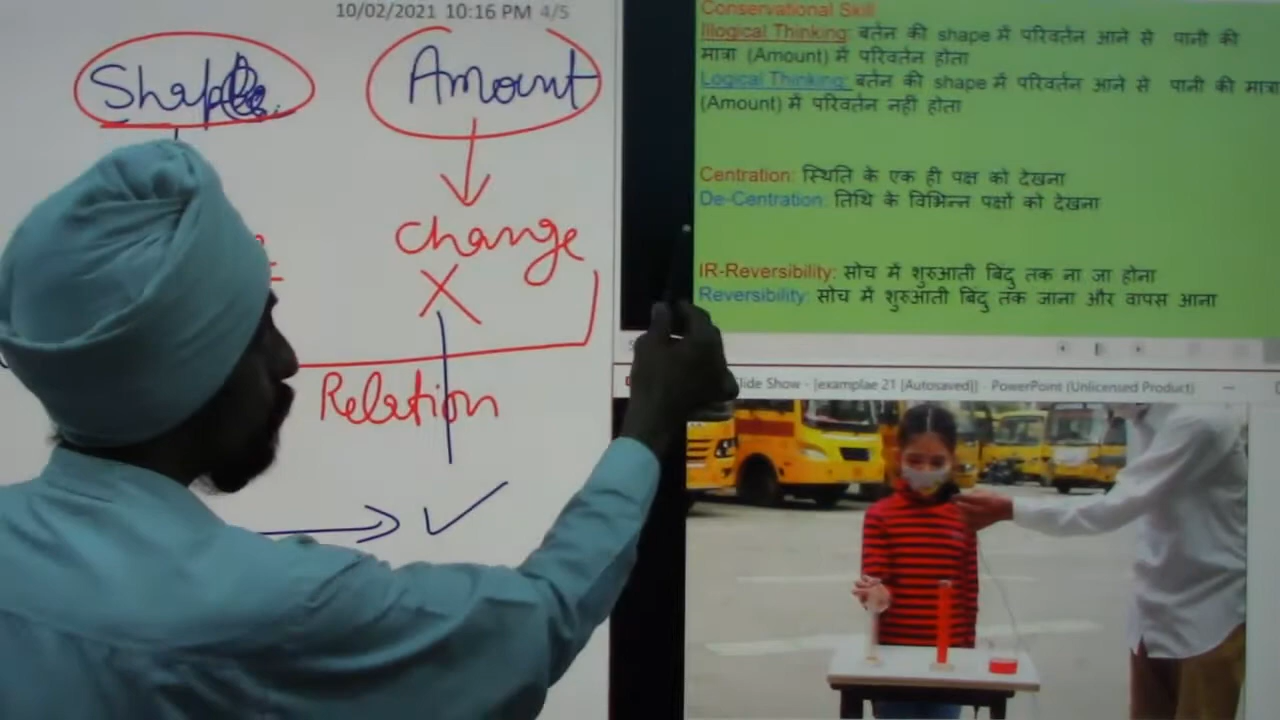 10/02/2021 10:16 PM 4/5
Shape
Amount
change
X
Relation
Conservational Skill
Illogical Thinking: बर्तन की shape में परिवर्तन आने से पानी की
मात्रा (Amount) में परिवर्तन होता
Logical Thinking: बर्तन की shape में परिवर्तन आने से पानी की मात्रा
(Amount) में परिवर्तन नहीं होता
Centration: स्थिति के एक ही पक्ष को देखना
De-Centration: तिथि के विभिन्न पक्षों को देखना
IR-Reversibility: सोच में शुरुआती बिंदु तक ना जा होना
Reversibility: सोच में शुरुआती बिंदु तक जाना और वापस आना
Slide Show - [examplae 21 [Autosaved]] - PowerPoint (Unlicensed Product)